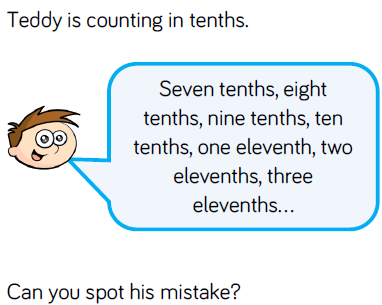 Teddy is counting in tenths.
Seven tenths, eight
tenths, nine tenths, ten
tenths, one eleventh, two
elevenths, three
elevenths...
Can you spot his mistake?